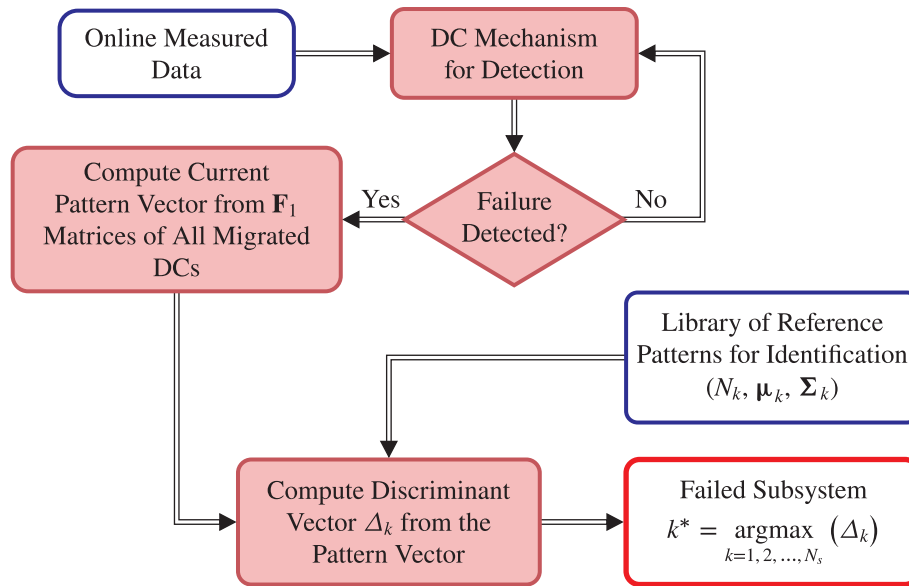 Online Measured
Data
DC Mechanism
for Detection
Compute Current
Pattern Vector from F₁
Matrices of All Migrated
DCs
Yes
Failure
Detected?
No
Library of Reference
Patterns for Identification
(Nₖ, μₖ, Σₖ)
Compute Discriminant
Vector Δₖ from the
Pattern Vector
Failed Subsystem
k* = argmax (Δₖ)
k=1, 2, ..., Nₛ